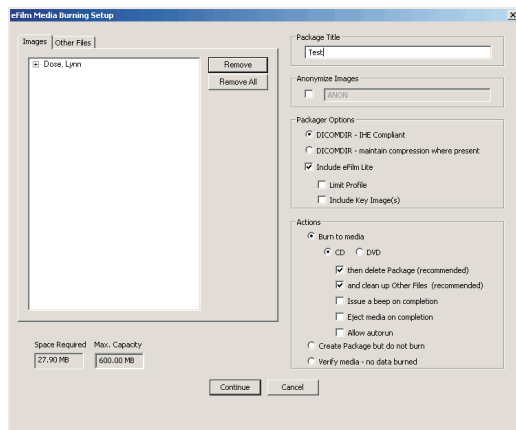 eFilm Media Burning Setup
Images
Other Files
Dose, Lynn
Remove
Remove All
Space Required
Max. Capacity
27.90 MB
600.00 MB
Package Title
Test
Anonymize Images
ANON
Packager Options
DICOMDIR - IHE Compliant
DICOMDIR - maintain compression where present
Include eFilm Lite
Limit Profile
Include Key Image(s)
Actions
Burn to media
CD
DVD
then delete Package (recommended)
and clean up Other Files (recommended)
Issue a beep on completion
Eject media on completion
Allow autorun
Create Package but do not burn
Verify media - no data burned
Continue
Cancel